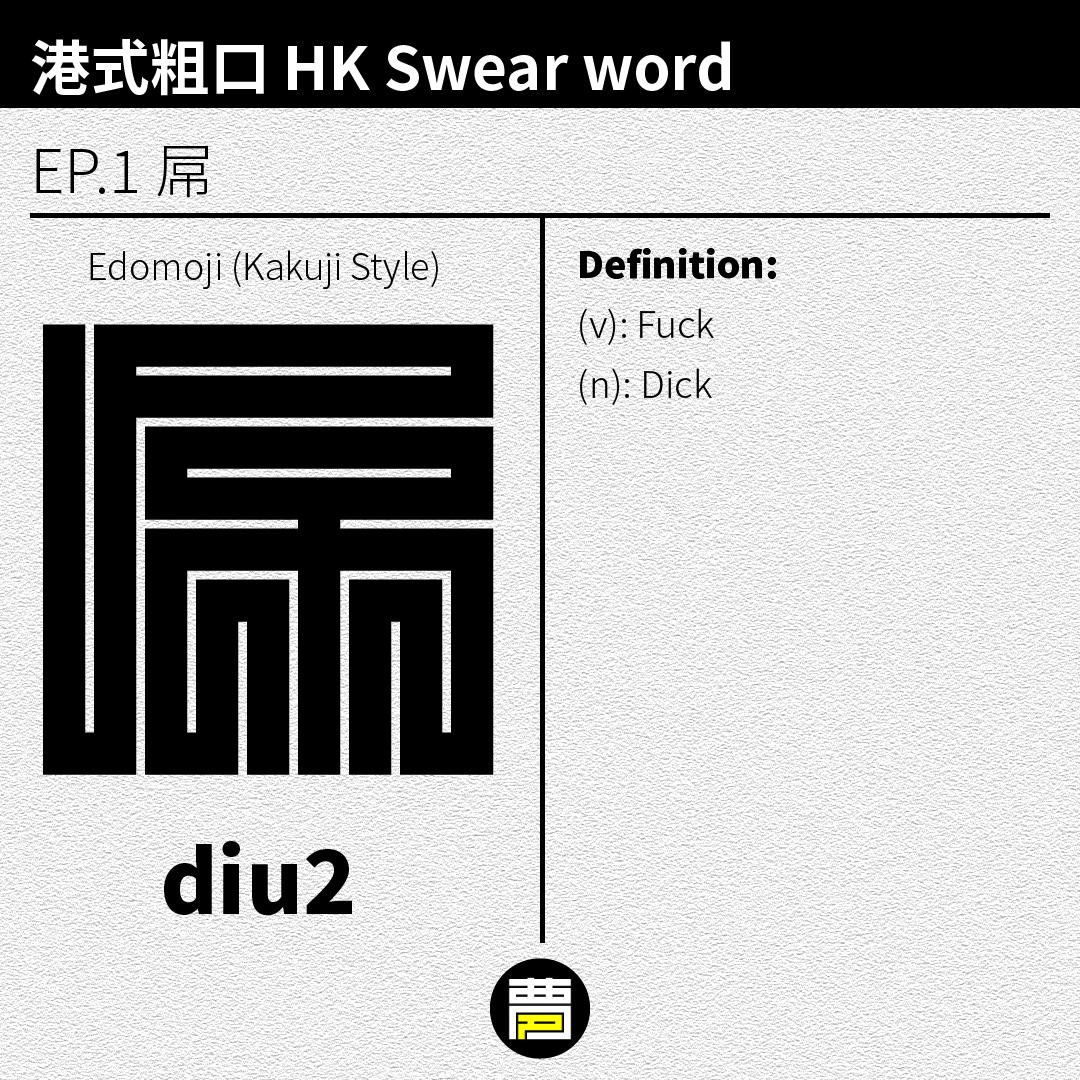 港式粗口 HK Swear word
EP.1 屌
Edomoji (Kakuji Style)
屌
diu2
Definition:
(v): Fuck
(n): Dick